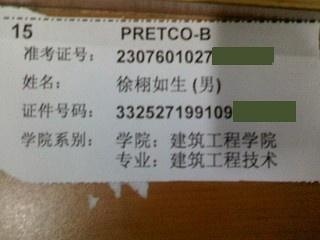 15 PRETCO-B
准考证号：2307601027
姓名：徐栩如生 (男)
证件号码：332527199109
学院系别：学院：建筑工程学院
专业：建筑工程技术